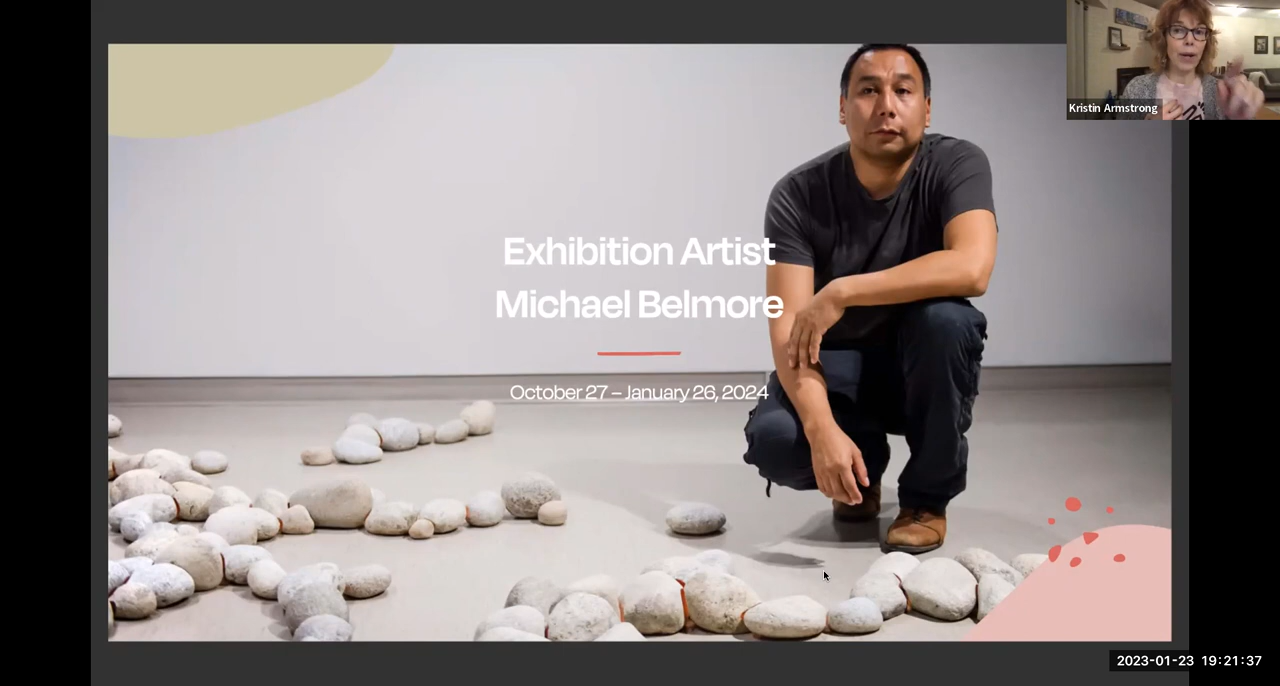 Kristin Armstrong
Exhibition Artist
Michael Belmore
October 27 – January 26, 2024
2023-01-23 19:21:37